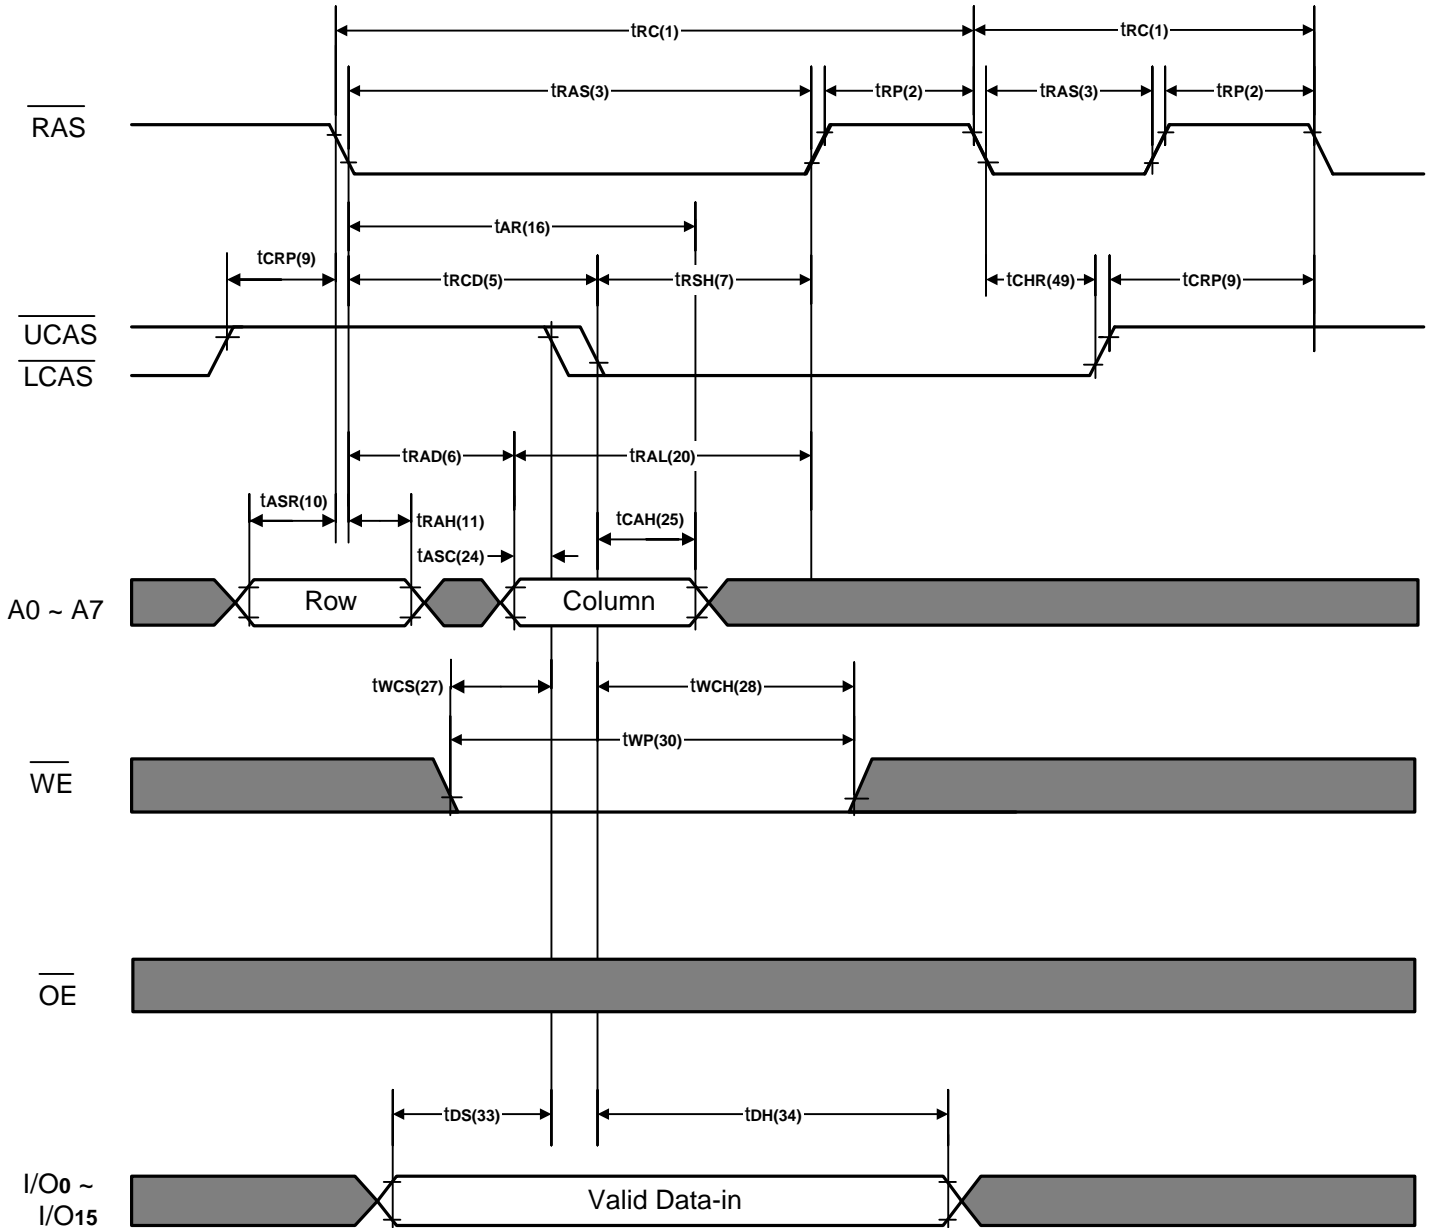 tRC(1) tRC(1)
tRAS(3) tRP(2) tRAS(3) tRP(2)
RAS
tAR(16)
tCRP(9) tRCD(5) tRSH(7) tCHR(49) tCRP(9)
UCAS
LCAS
tRAD(6) tRAL(20)
tASR(10) tRAH(11) tCAH(25)
tASC(24)
A0 ~ A7 Row Column
tWCS(27) tWCH(28)
tWP(30)
WE
OE
tDS(33) tDH(34)
I/O0 ~
I/O15 Valid Data-in